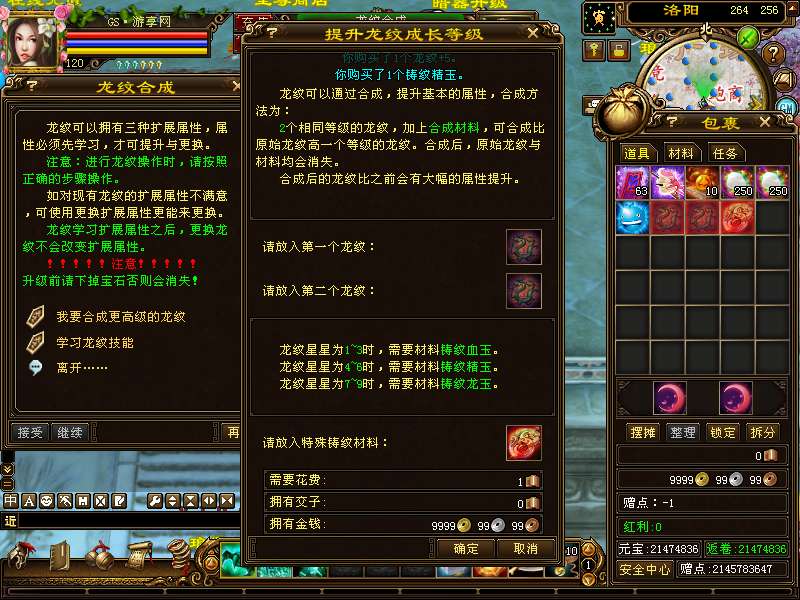 GS·游享网
120
龙纹合成
龙纹可以拥有三种扩展属性，属
性必须先学习，才可提升与更换。
注意：进行龙纹操作时，请按照
正确的步骤操作。
如对现有龙纹的扩展属性不满意
，可使用更换扩展属性更能来更换。
龙纹学习扩展属性之后，更换龙
纹不会改变扩展属性。
！！！！！注意！！！！！
升级前请下掉宝石否则会消失！
我要合成更高级的龙纹
学习龙纹技能
离开……
接受
继续
再
中
A
近
提升龙纹成长等级
你购买了1个龙纹+5。
你购买了1个铸纹精玉。
龙纹可以通过合成，提升基本的属性，合成方
法为：
2个相同等级的龙纹，加上合成材料，可合成比
原始龙纹高一个等级的龙纹。合成后，原始龙纹与
材料均会消失。
合成后的龙纹比之前会有大幅的属性提升。
请放入第一个龙纹：
请放入第二个龙纹：
龙纹星星为1~3时，需要材料铸纹血玉。
龙纹星星为4~6时，需要材料铸纹精玉。
龙纹星星为7~9时，需要材料铸纹龙玉。
请放入特殊铸纹材料：
需要花费：
1
拥有交子：
0
拥有金钱：
9999 99 99
确定
取消
寅
洛阳
264 256
北
包裹
道具
材料
任务
63
10
250
250
摆摊
整理
锁定
拆分
0
9999 99 99
赠点：-1
红利:0
元宝:21474836
返卷:21474836
安全中心
赠点:2145783647
10
1